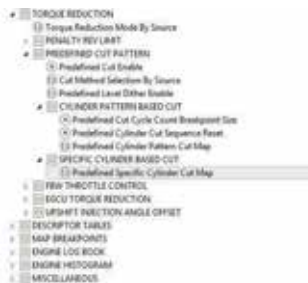 TORQUE REDUCTION
Torque Reduction Mode By Source
PENALTY REV LIMIT
PREDEFINED CUT PATTERN
Predefined Cut Enable
Cut Method Selection By Source
Predefined Level Dither Enable
CYLINDER PATTERN BASED CUT
Predefined Cut Cycle Count Breakpoint Size
Predefined Cylinder Cut Sequence Reset
Predefined Cylinder Pattern Cut Map
SPECIFIC CYLINDER BASED CUT
Predefined Specific Cylinder Cut Map
FBW THROTTLE CONTROL
EGCU TORQUE REDUCTION
UPSHIFT INJECTION ANGLE OFFSET
DESCRIPTOR TABLES
MAP BREAKPOINTS
ENGINE LOG BOOK
ENGINE HISTOGRAM
MISCELLANEOUS